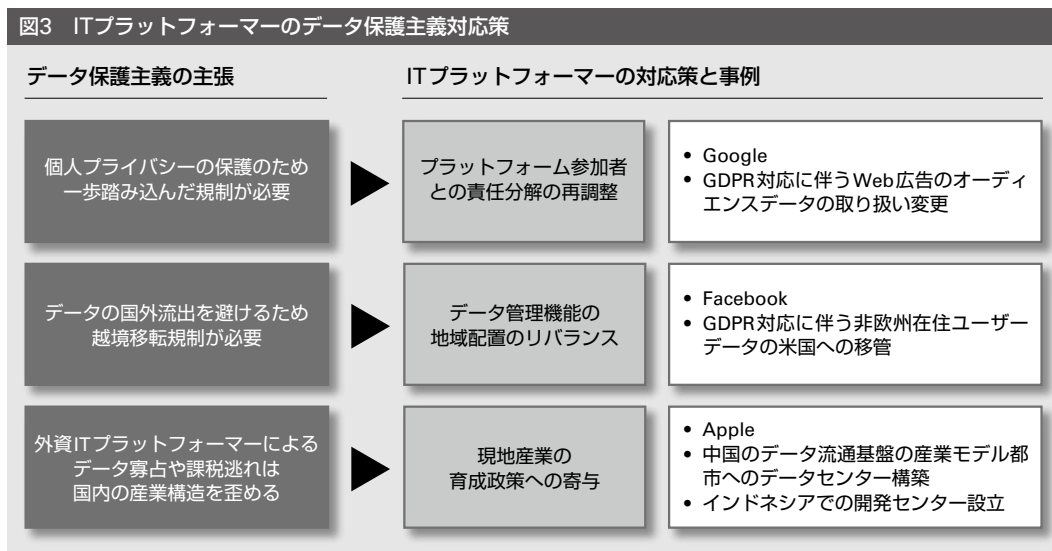 図3 ITプラットフォーマーのデータ保護主義対応策
データ保護主義の主張
ITプラットフォーマーの対応策と事例
個人プライバシーの保護のため
一歩踏み込んだ規制が必要
プラットフォーム参加者
との責任分解の再調整
• Google
• GDPR対応に伴うWeb広告のオーディ
エンスデータの取り扱い変更
データの国外流出を避けるため
越境移転規制が必要
データ管理機能の
地域配置のリバランス
• Facebook
• GDPR対応に伴う非欧州在住ユーザー
データの米国への移管
外資ITプラットフォーマーによる
データ寡占や課税逃れは
国内の産業構造を歪める
現地産業の
育成政策への寄与
• Apple
• 中国のデータ流通基盤の産業モデル都
市へのデータセンター構築
• インドネシアでの開発センター設立